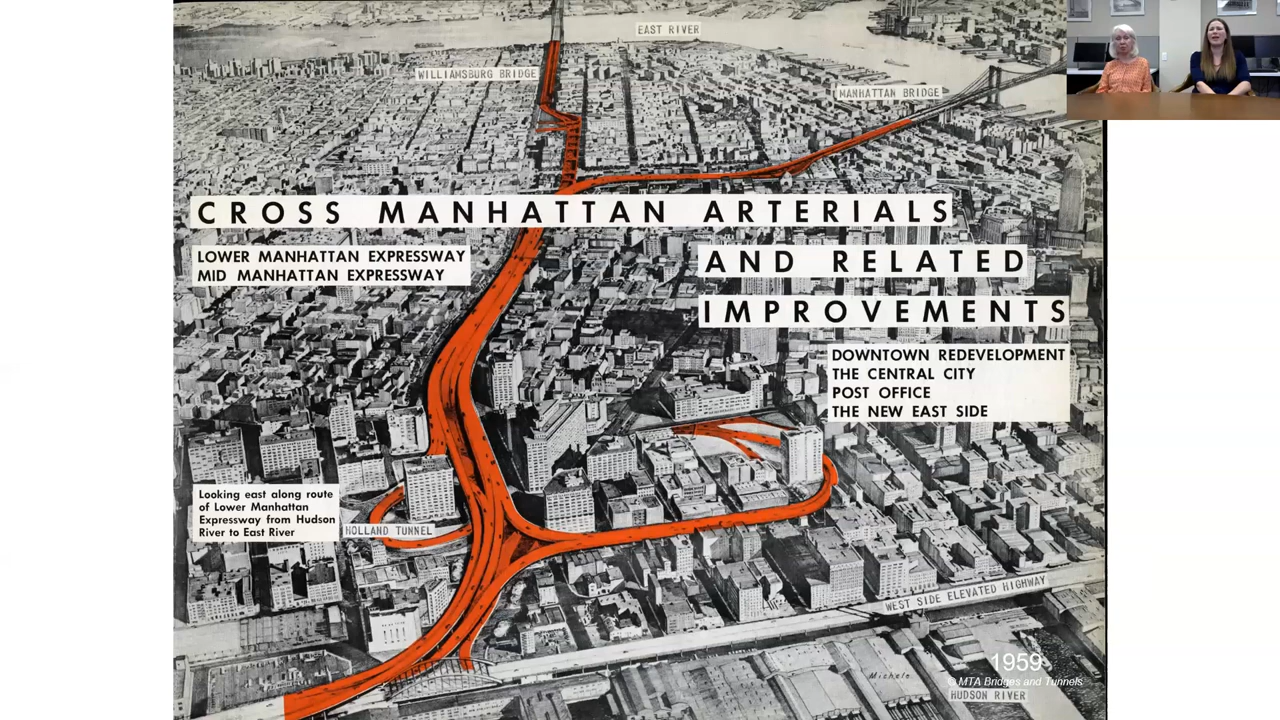 EAST RIVER
WILLIAMSBURG BRIDGE
MANHATTAN BRIDGE
CROSS MANHATTAN ARTERIALS
LOWER MANHATTAN EXPRESSWAY
MID MANHATTAN EXPRESSWAY
AND RELATED
IMPROVEMENTS
DOWNTOWN REDEVELOPMENT
THE CENTRAL CITY
POST OFFICE
THE NEW EAST SIDE
Looking east along route
of Lower Manhattan
Expressway from Hudson
River to East River
HOLLAND TUNNEL
WEST SIDE ELEVATED HIGHWAY
1959
Michele
© MTA Bridges and Tunnels
HUDSON RIVER